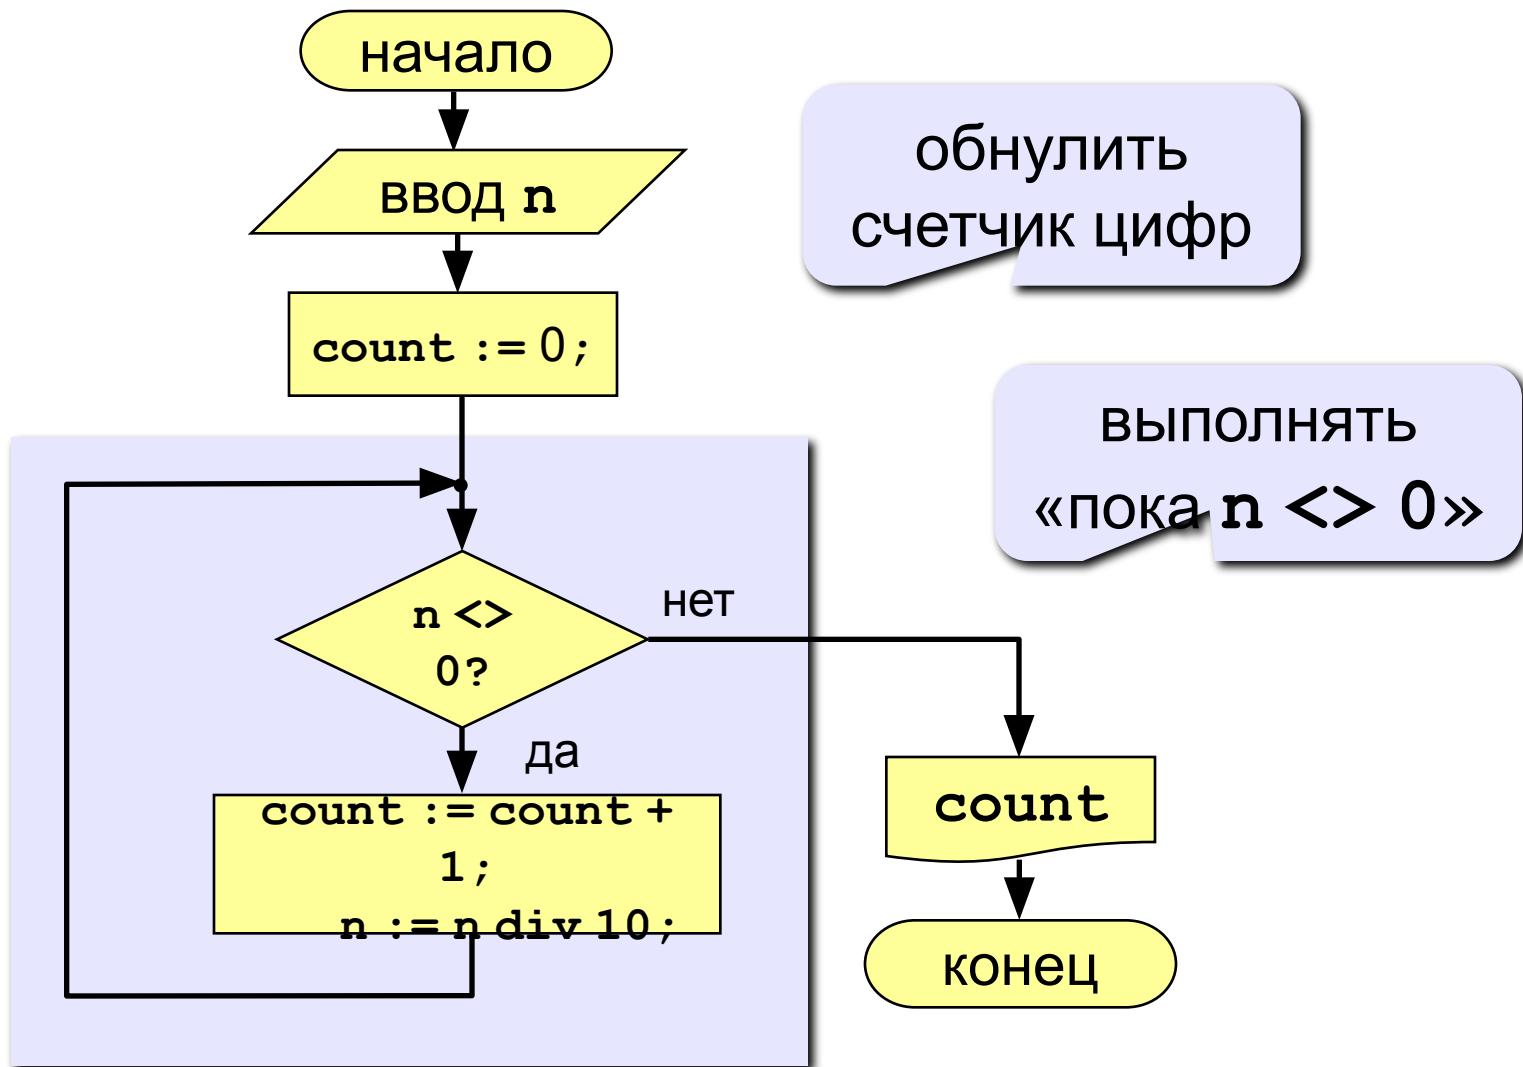 начало
ввод n
обнулить
счетчик цифр
count := 0;
выполнять
«пока n <> 0»
n <>
0?
нет
да
count := count +
1;
n := n div 10;
count
конец